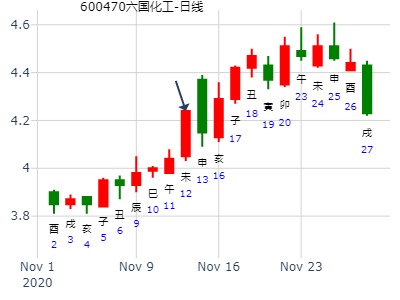 600470六国化工-日线
4.6
4.4
4.2
4
3.8
酉
2
戌
3
亥
4
子
5
丑
6
辰
9
巳
10
午
11
未
12
申
13
亥
16
子
17
丑
18
寅
19
卯
20
午
23
未
24
申
25
酉
26
戌
27
Nov 1
2020
Nov 9
Nov 16
Nov 23